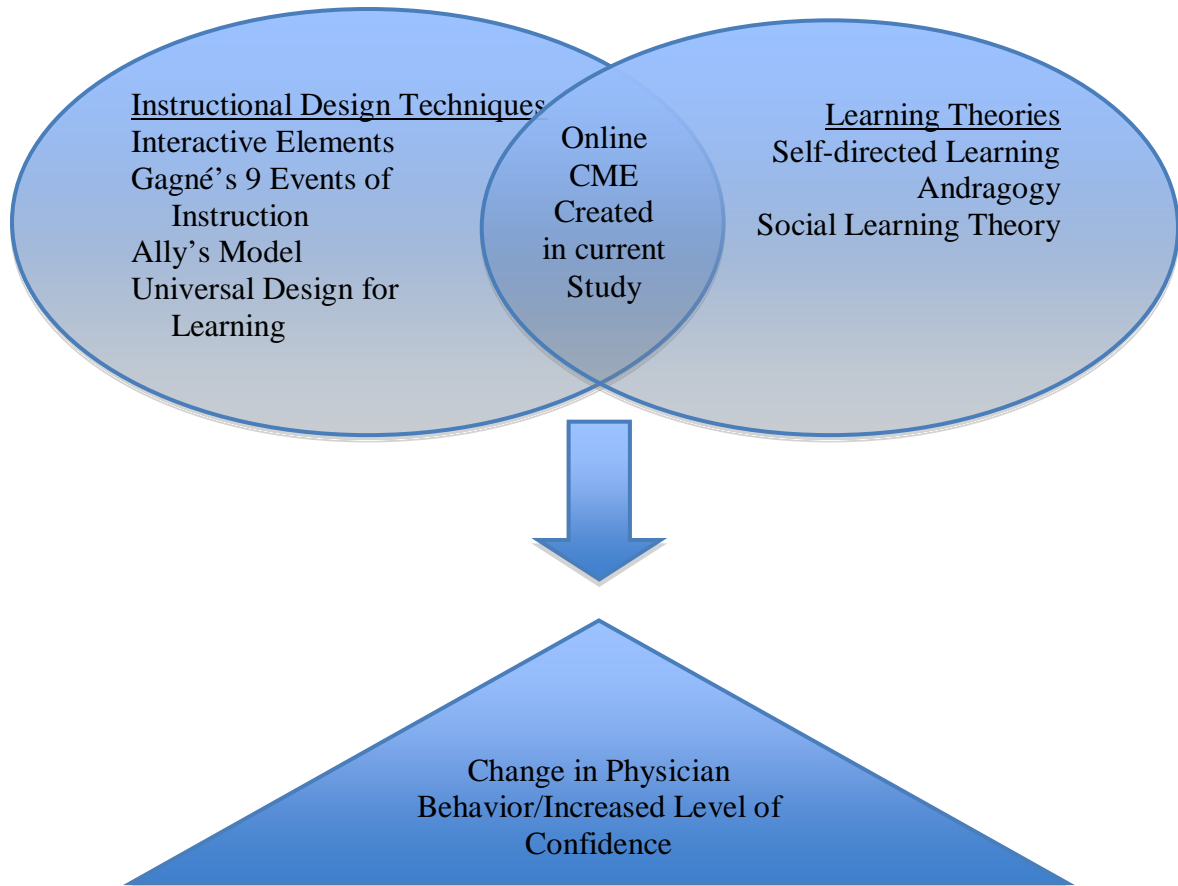 Instructional Design Techniques
Interactive Elements
Gagné’s 9 Events of
Instruction
Ally’s Model
Universal Design for
Learning
Online
CME
Created
in current
Study
Learning Theories
Self-directed Learning
Andragogy
Social Learning Theory
Change in Physician
Behavior/Increased Level of
Confidence